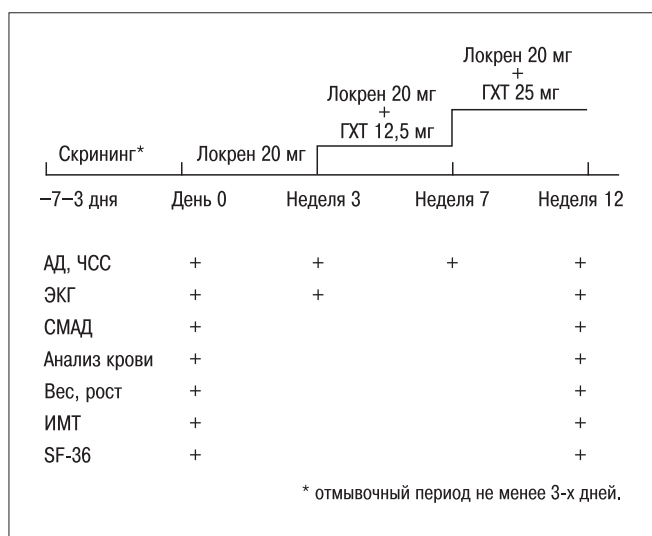 Локрен 20 мг
+
ГХТ 25 мг
Локрен 20 мг
+
ГХТ 12,5 мг
Скрининг* Локрен 20 мг
–7–3 дня День 0 Неделя 3 Неделя 7 Неделя 12
АД, ЧСС + + + +
ЭКГ + + +
СМАД + +
Анализ крови + +
Вес, рост + +
ИМТ + +
SF-36 + +
* отмывочный период не менее 3-х дней.